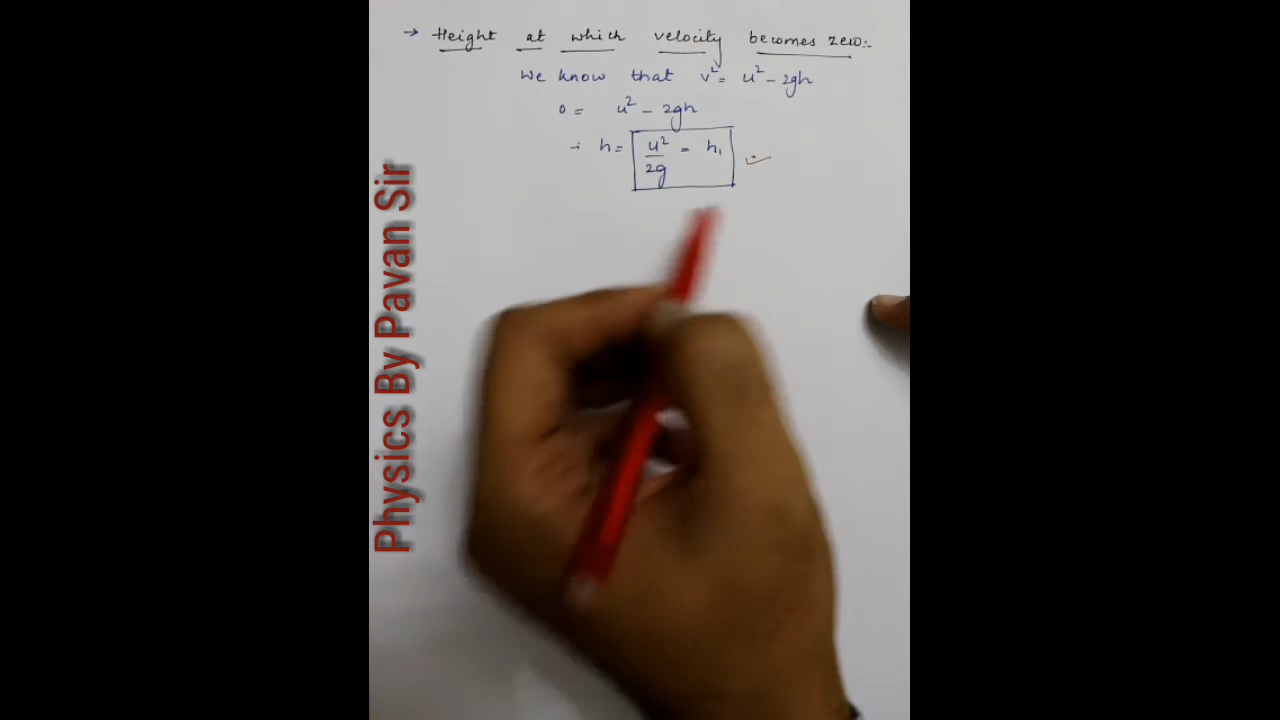 → Height at which velocity becomes zero:-
We know that v² = u² - 2gh
0 = u² - 2gh
∴ h = u²/2g = h₁
Physics By Pavan Sir